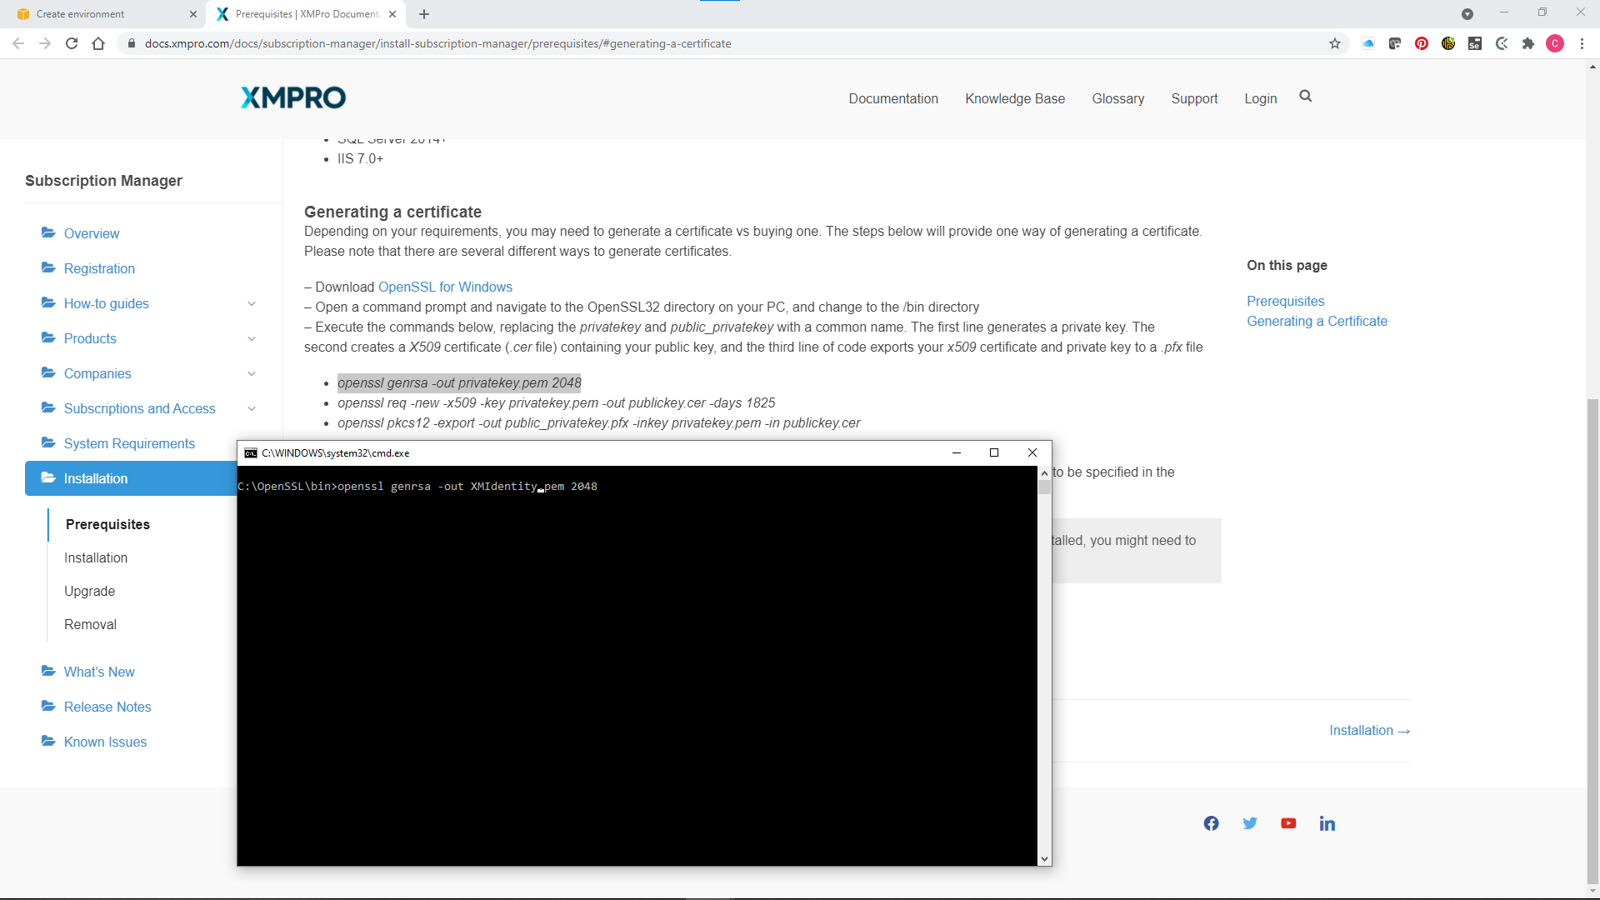 Create environment
Prerequisites | XMPro Documenta
docs.xmpro.com/docs/subscription-manager/install-subscription-manager/prerequisites/#generating-a-certificate
Se
C
XMPRO
Documentation
Knowledge Base
Glossary
Support
Login
SQL Server 2014+
IIS 7.0+
Subscription Manager
Overview
Registration
How-to guides
Products
Companies
Subscriptions and Access
System Requirements
Installation
Prerequisites
Installation
Upgrade
Removal
What's New
Release Notes
Known Issues
Generating a certificate
Depending on your requirements, you may need to generate a certificate vs buying one. The steps below will provide one way of generating a certificate.
Please note that there are several different ways to generate certificates.
– Download OpenSSL for Windows
– Open a command prompt and navigate to the OpenSSL32 directory on your PC, and change to the /bin directory
– Execute the commands below, replacing the privatekey and public_privatekey with a common name. The first line generates a private key. The
second creates a X509 certificate (.cer file) containing your public key, and the third line of code exports your x509 certificate and private key to a .pfx file
openssl genrsa -out privatekey.pem 2048
openssl req -new -x509 -key privatekey.pem -out publickey.cer -days 1825
openssl pkcs12 -export -out public_privatekey.pfx -inkey privatekey.pem -in publickey.cer
On this page
Prerequisites
Generating a Certificate
C:\WINDOWS\system32\cmd.exe
C:\OpenSSL\bin>openssl genrsa -out XMIdentity.pem 2048
to be specified in the
talled, you might need to
Installation →